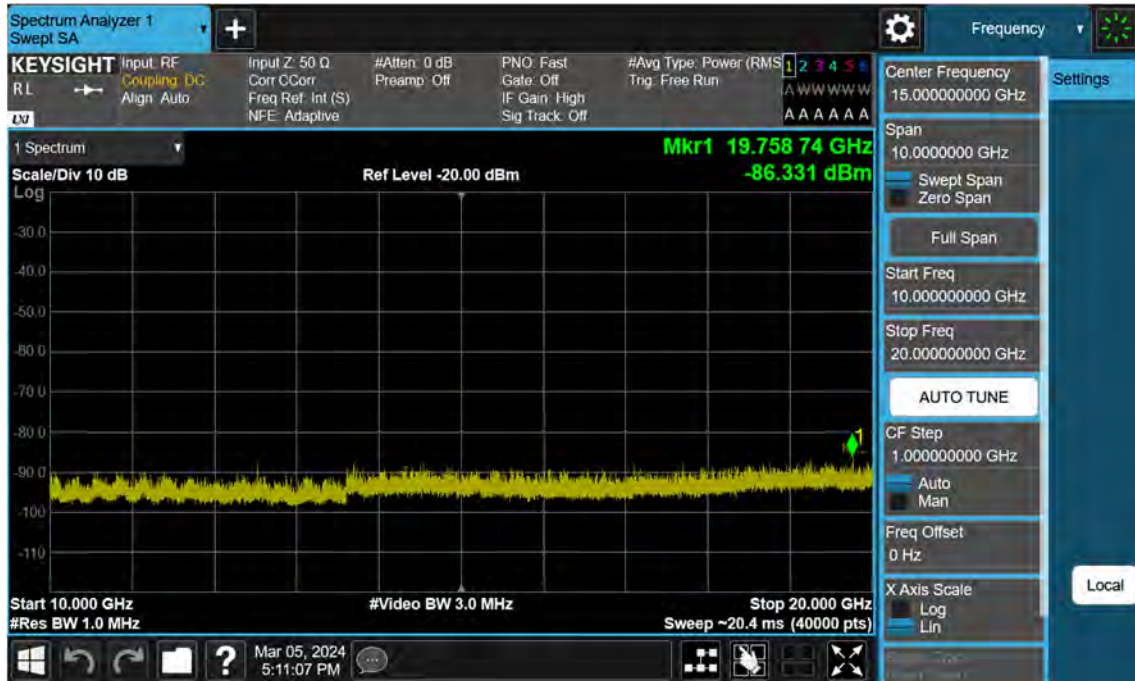 Spectrum Analyzer 1
Swept SA
Frequency
KEYSIGHT
R L
LXI
Input: RF
Coupling: DC
Align: Auto
Input Z: 50 Ω
Corr CCorr
Freq Ref: Int (S)
NFE: Adaptive
#Atten: 0 dB
Preamp: Off
PNO: Fast
Gate: Off
IF Gain: High
Sig Track: Off
#Avg Type: Power (RMS
Trig: Free Run
1 2 3 4 5 6
A W W W W W
A A A A A A
1 Spectrum
Scale/Div 10 dB
Log
Ref Level -20.00 dBm
Mkr1 19.758 74 GHz
-86.331 dBm
-30.0
-40.0
-50.0
-60.0
-70.0
-80.0
-90.0
-100
-110
1
Start 10.000 GHz
#Res BW 1.0 MHz
#Video BW 3.0 MHz
Stop 20.000 GHz
Sweep ~20.4 ms (40000 pts)
?
Mar 05, 2024
5:11:07 PM
Center Frequency
15.000000000 GHz
Span
10.0000000 GHz
Swept Span
Zero Span
Full Span
Start Freq
10.000000000 GHz
Stop Freq
20.000000000 GHz
AUTO TUNE
CF Step
1.000000000 GHz
Auto
Man
Freq Offset
0 Hz
X Axis Scale
Log
Lin
Settings
Local